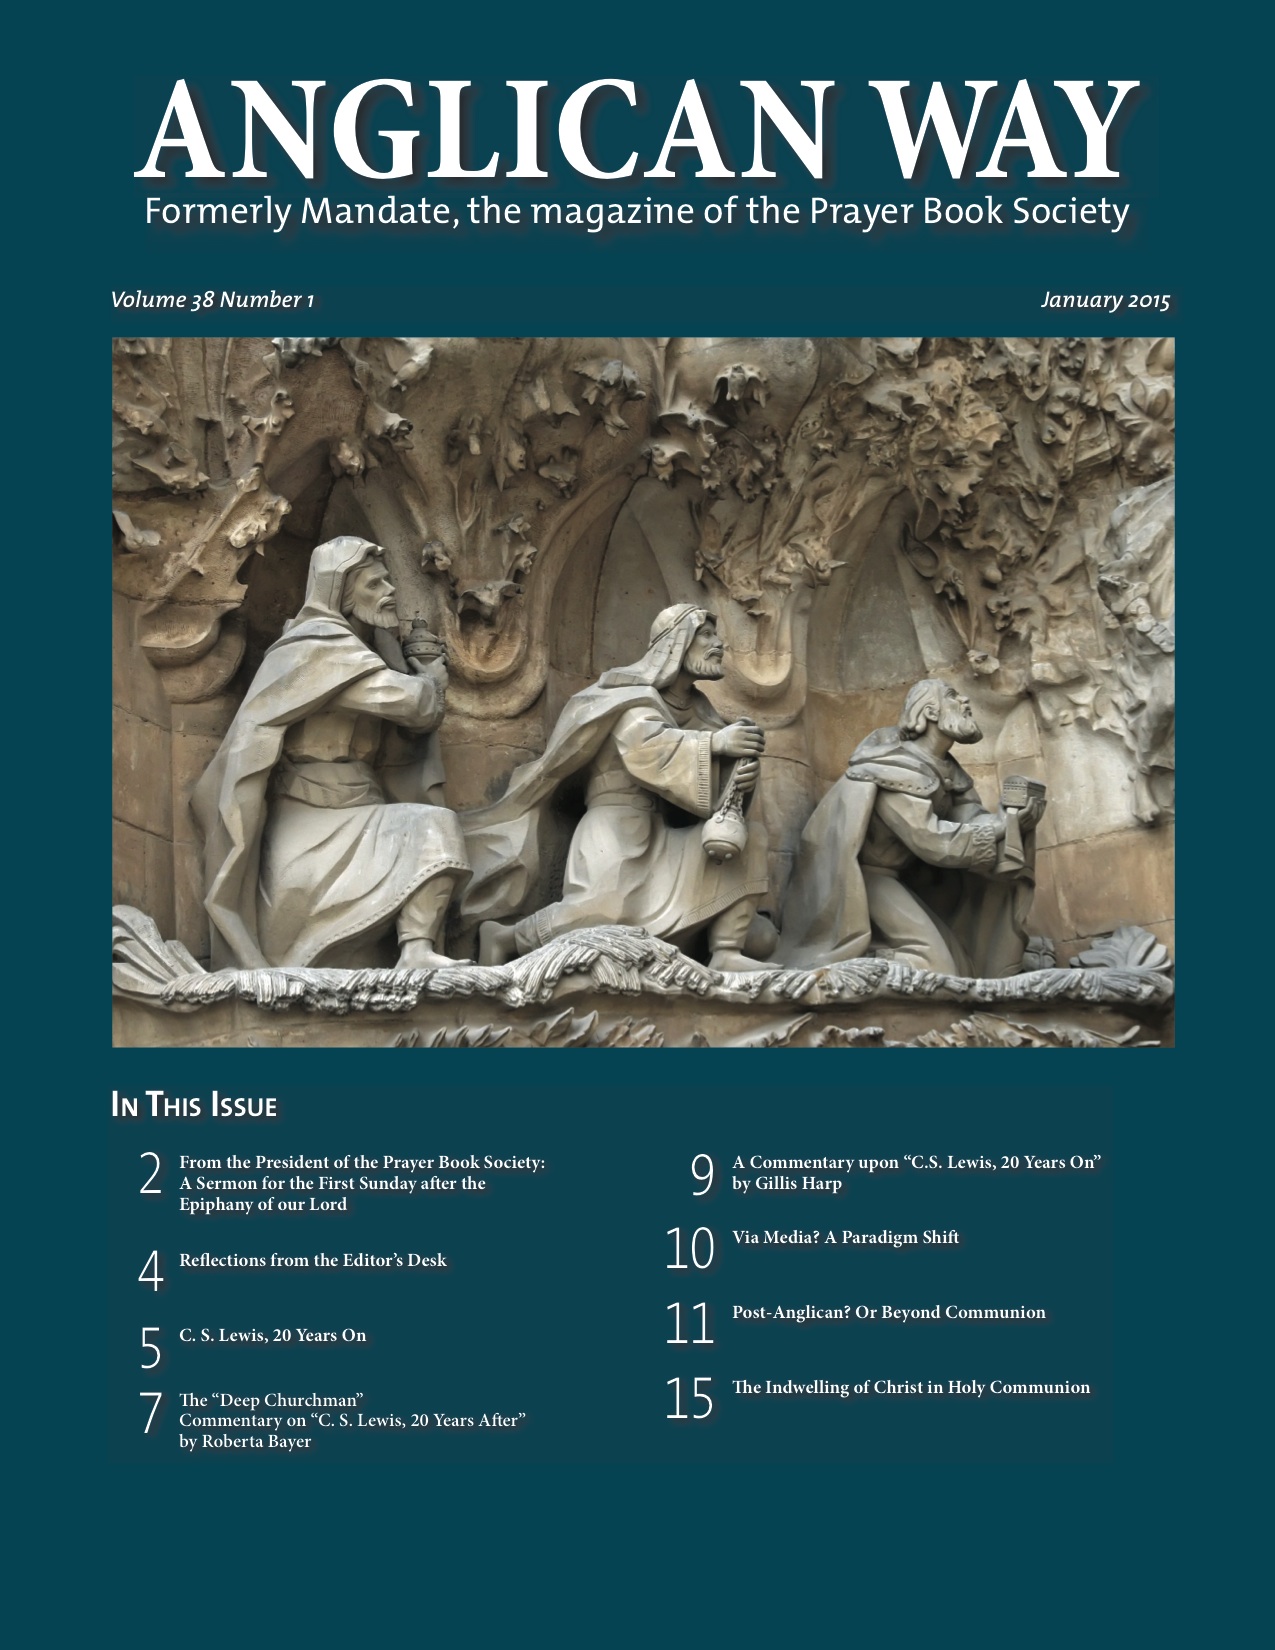 ANGLICAN WAY
Formerly Mandate, the magazine of the Prayer Book Society
Volume 38 Number 1
January 2015
In This Issue
2
From the President of the Prayer Book Society:
A Sermon for the First Sunday after the
Epiphany of our Lord
4
Reflections from the Editor’s Desk
5
C. S. Lewis, 20 Years On
7
The “Deep Churchman”
Commentary on “C. S. Lewis, 20 Years After”
by Roberta Bayer
9
A Commentary upon “C.S. Lewis, 20 Years On”
by Gillis Harp
10
Via Media? A Paradigm Shift
11
Post-Anglican? Or Beyond Communion
15
The Indwelling of Christ in Holy Communion